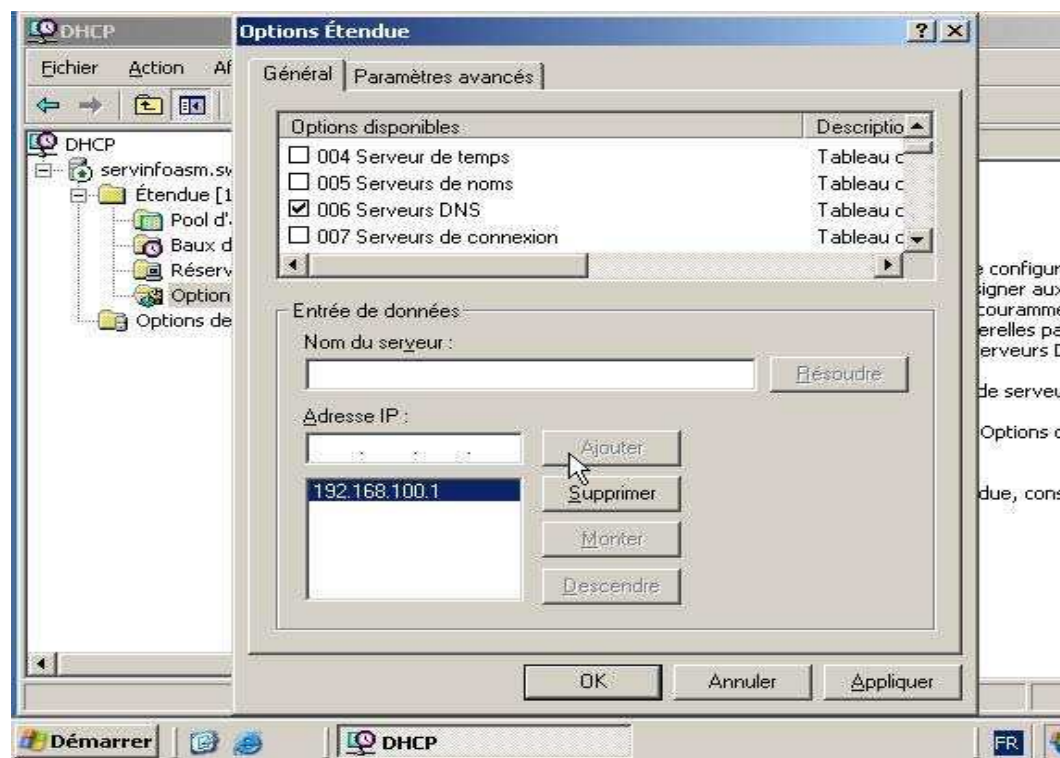 DHCP
Options Étendue
Fichier Action Af
Général Paramètres avancés
Options disponibles Descriptio
004 Serveur de temps Tableau c
005 Serveurs de noms Tableau c
006 Serveurs DNS Tableau c
007 Serveurs de connexion Tableau c
DHCP
servinfoasm.sw
Étendue [1
Pool d'
Baux d
Réserv
Option
Options de
Entrée de données
Nom du serveur :
Résoudre
Adresse IP :
Ajouter
192.168.100.1
Supprimer
Monter
Descendre
configur
igner aux
couramme
erelles pa
erveurs D
de serveu
Options d
due, cons
OK Annuler Appliquer
Démarrer DHCP FR